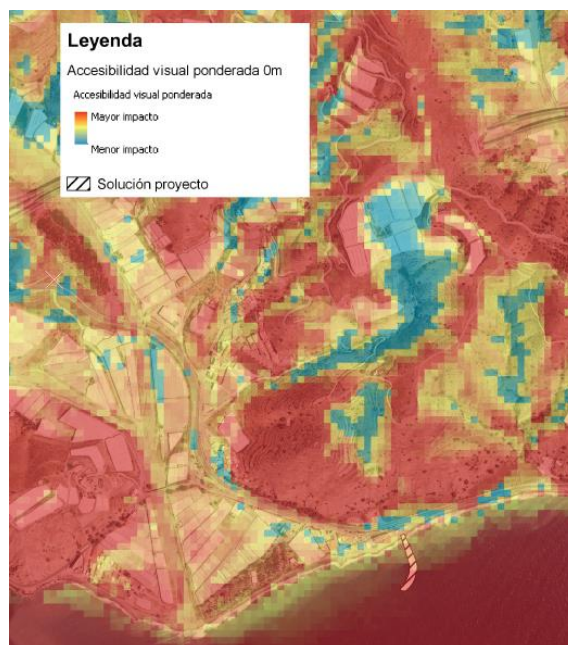 Leyenda
Accesibilidad visual ponderada 0m
Accesibilidad visual ponderada
Mayor impacto
Menor impacto
Solución proyecto